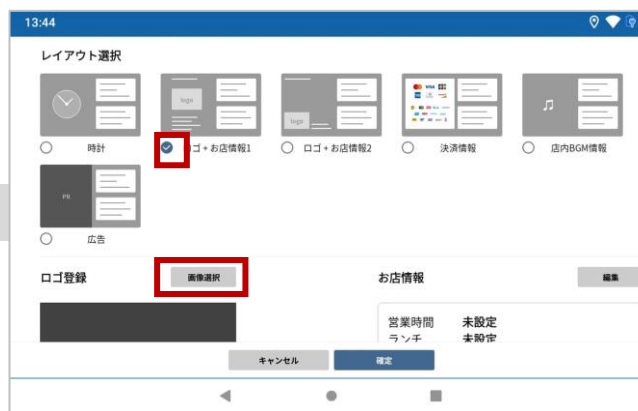 13:44
レイアウト選択
logo
logo
VISA JCB
PR
時計
ロゴ + お店情報1
ロゴ + お店情報2
決済情報
店内BGM情報
広告
ロゴ登録
画像選択
お店情報
編集
営業時間 未設定
ランチ 未設定
キャンセル
確定